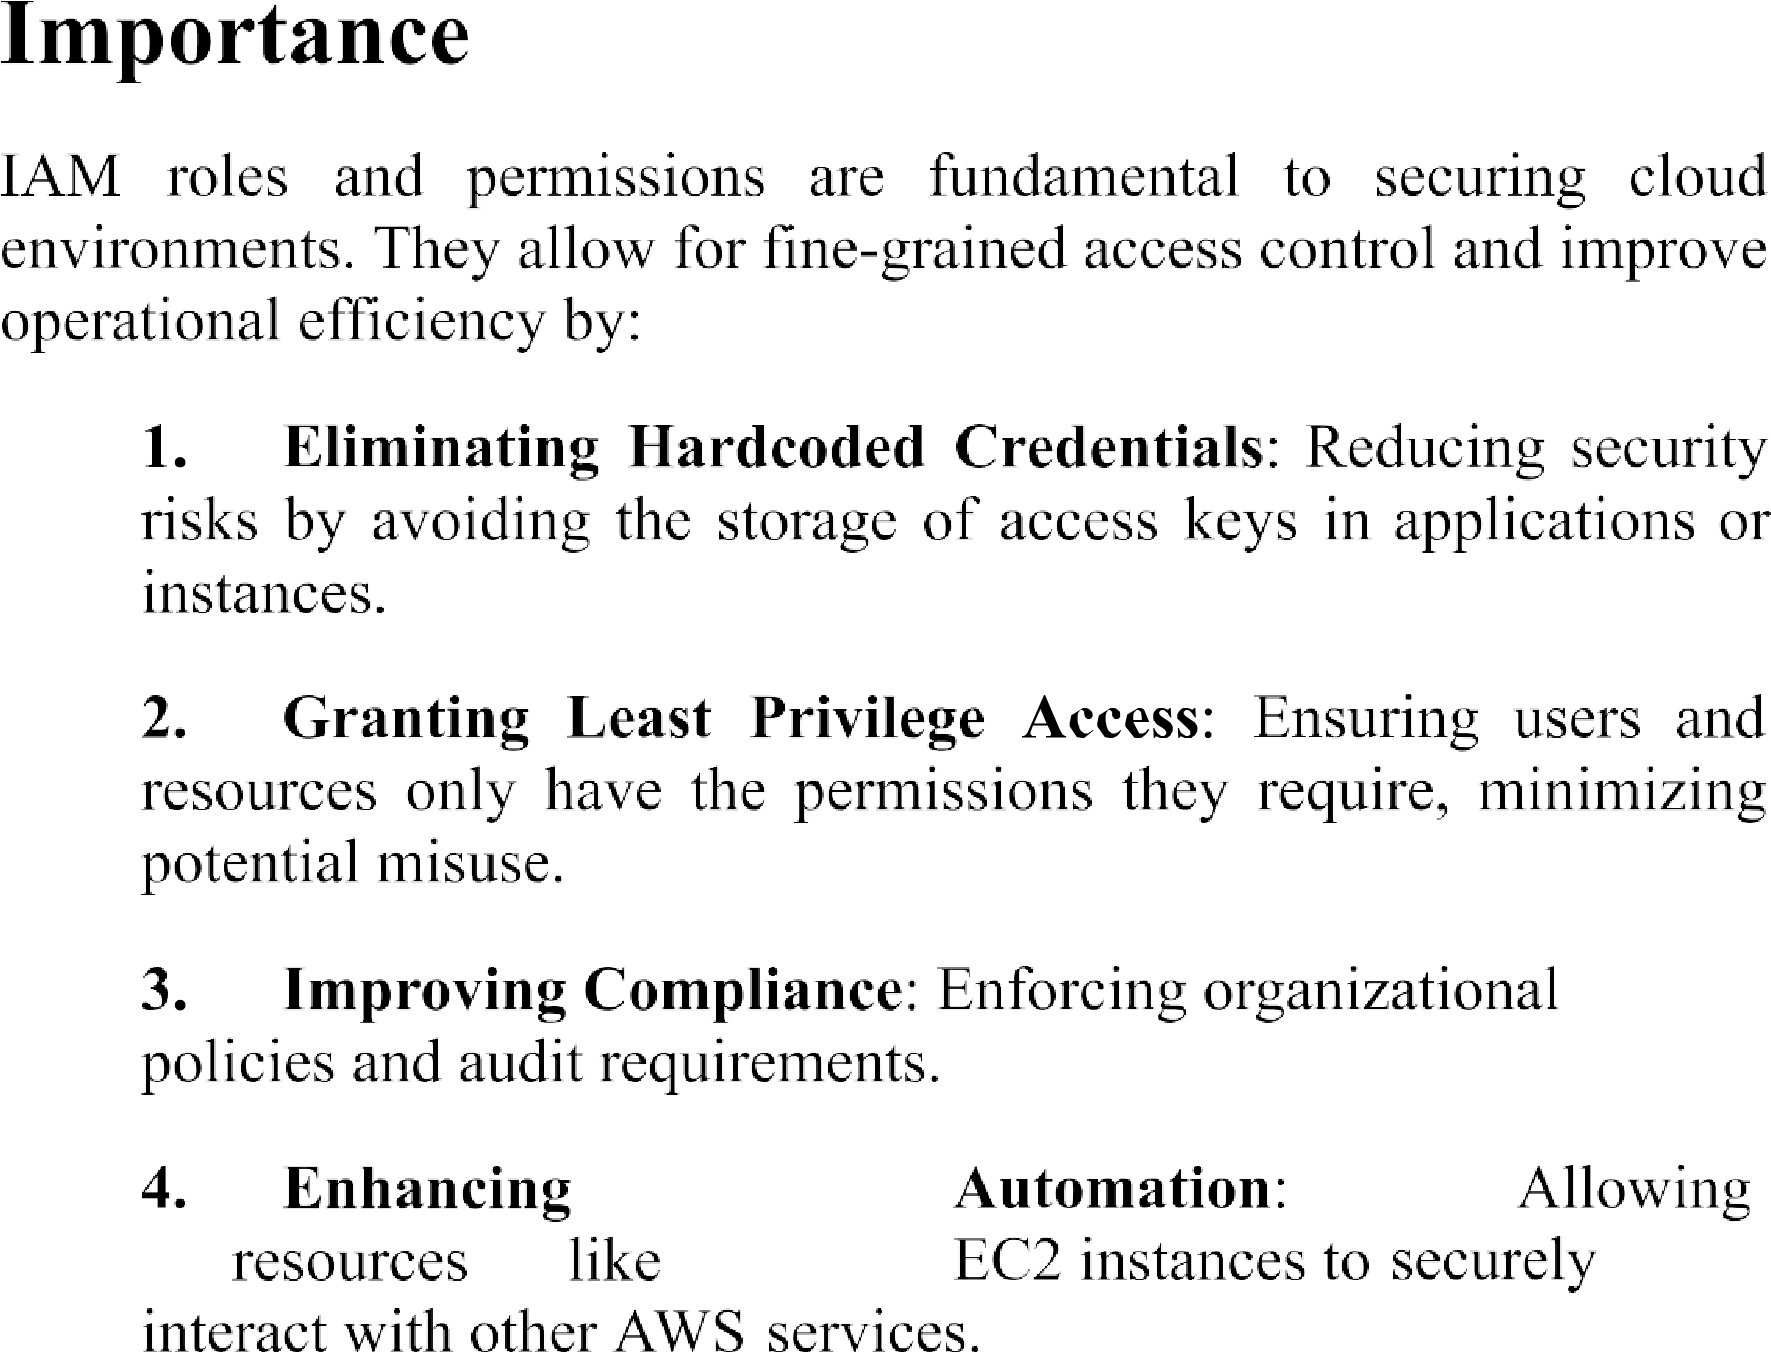 Importance
IAM roles and permissions are fundamental to securing cloud
environments. They allow for fine-grained access control and improve
operational efficiency by:
1. Eliminating Hardcoded Credentials: Reducing security
risks by avoiding the storage of access keys in applications or
instances.
2. Granting Least Privilege Access: Ensuring users and
resources only have the permissions they require, minimizing
potential misuse.
3. Improving Compliance: Enforcing organizational
policies and audit requirements.
4. Enhancing Automation: Allowing
resources like EC2 instances to securely
interact with other AWS services.